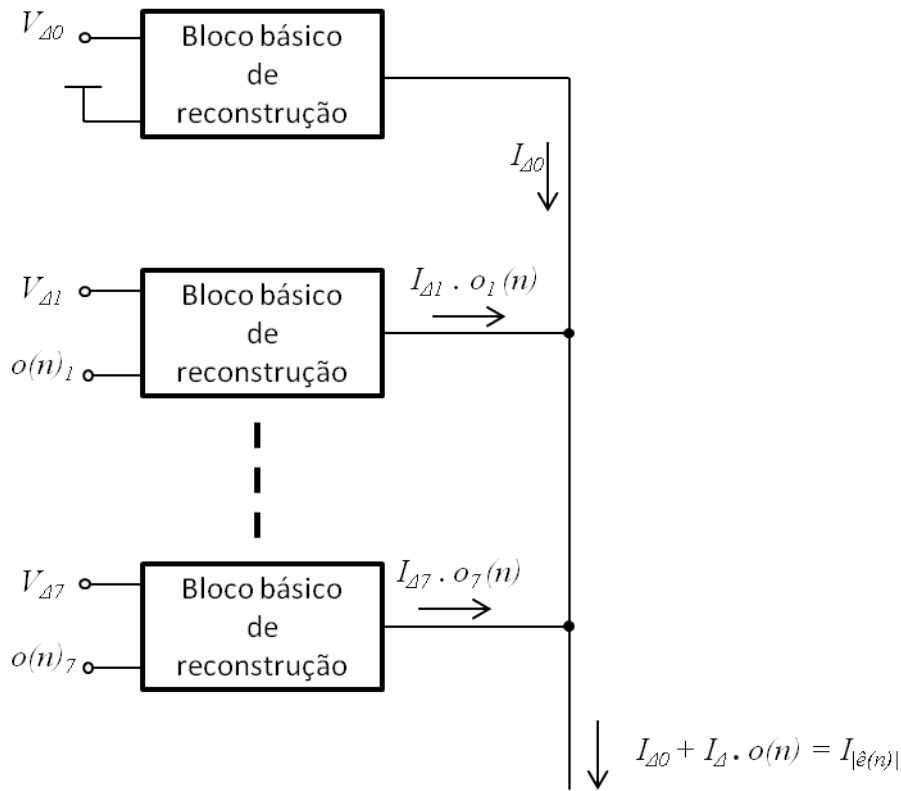 V_Δ0
Bloco básico
de
reconstrução
I_Δ0
V_Δ1
o(n)_1
Bloco básico
de
reconstrução
I_Δ1 . o_1(n)
V_Δ7
o(n)_7
Bloco básico
de
reconstrução
I_Δ7 . o_7(n)
I_Δ0 + I_Δ . o(n) = I_|ê(n)|